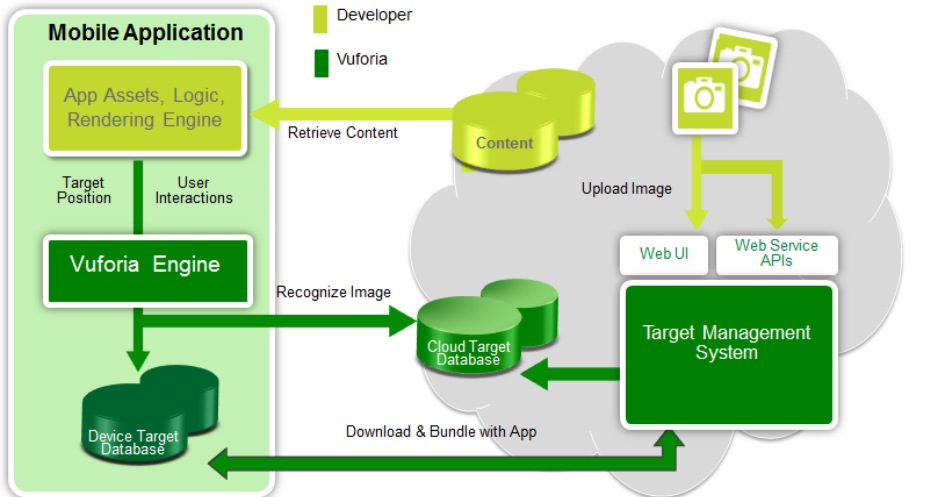 Developer
Vuforia
Mobile Application
App Assets, Logic,
Rendering Engine
Retrieve Content
Content
Target
Position
User
Interactions
Upload Image
Vuforia Engine
Web UI
Web Service
APIs
Recognize Image
Cloud Target
Database
Target Management
System
Device Target
Database
Download & Bundle with App